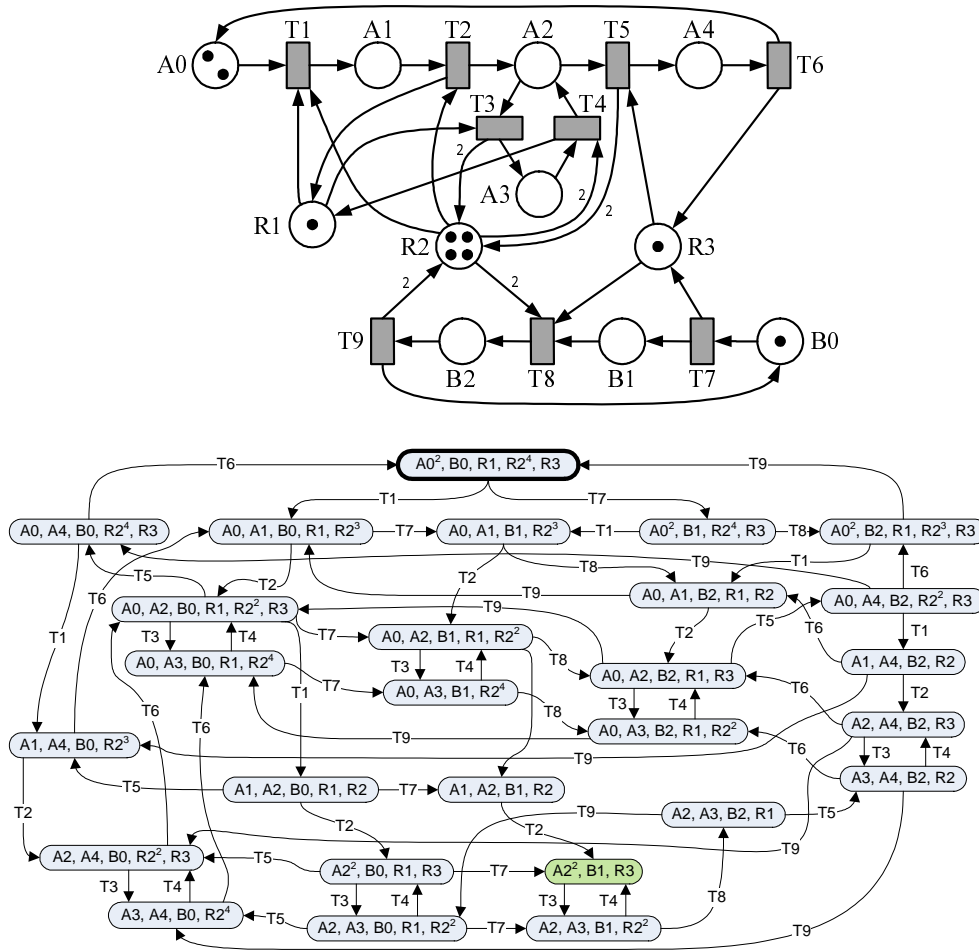 T1 A1 T2 A2 T5 A4
A0 T6
T3 T4
2
A3 2 2
R1 R2 R3
2 2
T9 B0
B2 T8 B1 T7
T6 A0², B0, R1, R2⁴, R3 T9
T1 T7
A0, A4, B0, R2⁴, R3 A0, A1, B0, R1, R2³ T7 A0, A1, B1, R2³ T1 A0², B1, R2⁴, R3 T8 A0², B2, R1, R2³, R3
T5 T2 T2 T8 T9 T1 T6
T6 T9 A0, A1, B2, R1, R2 A0, A4, B2, R2², R3
A0, A2, B0, R1, R2², R3 T9 T5
T1 T3 T4 T7 A0, A2, B1, R1, R2² T2 T6 T1
A0, A3, B0, R1, R2⁴ T3 T4 T8 A0, A2, B2, R1, R3 A1, A4, B2, R2
T1 T7 A0, A3, B1, R2⁴ T3 T4 T6 T2
T6 T6 T8 A0, A3, B2, R1, R2² A2, A4, B2, R3
A1, A4, B0, R2³ T9 T9 T6 T3 T4
T5 A1, A2, B0, R1, R2 T7 A1, A2, B1, R2 A3, A4, B2, R2
T2 T2 T2 T9 A2, A3, B2, R1 T5
A2, A4, B0, R2², R3 T5 A2², B0, R1, R3 T7 A2², B1, R3 T9
T3 T4 T3 T4 T3 T4 T8
A3, A4, B0, R2⁴ T5 A2, A3, B0, R1, R2² T7 A2, A3, B1, R2² T9